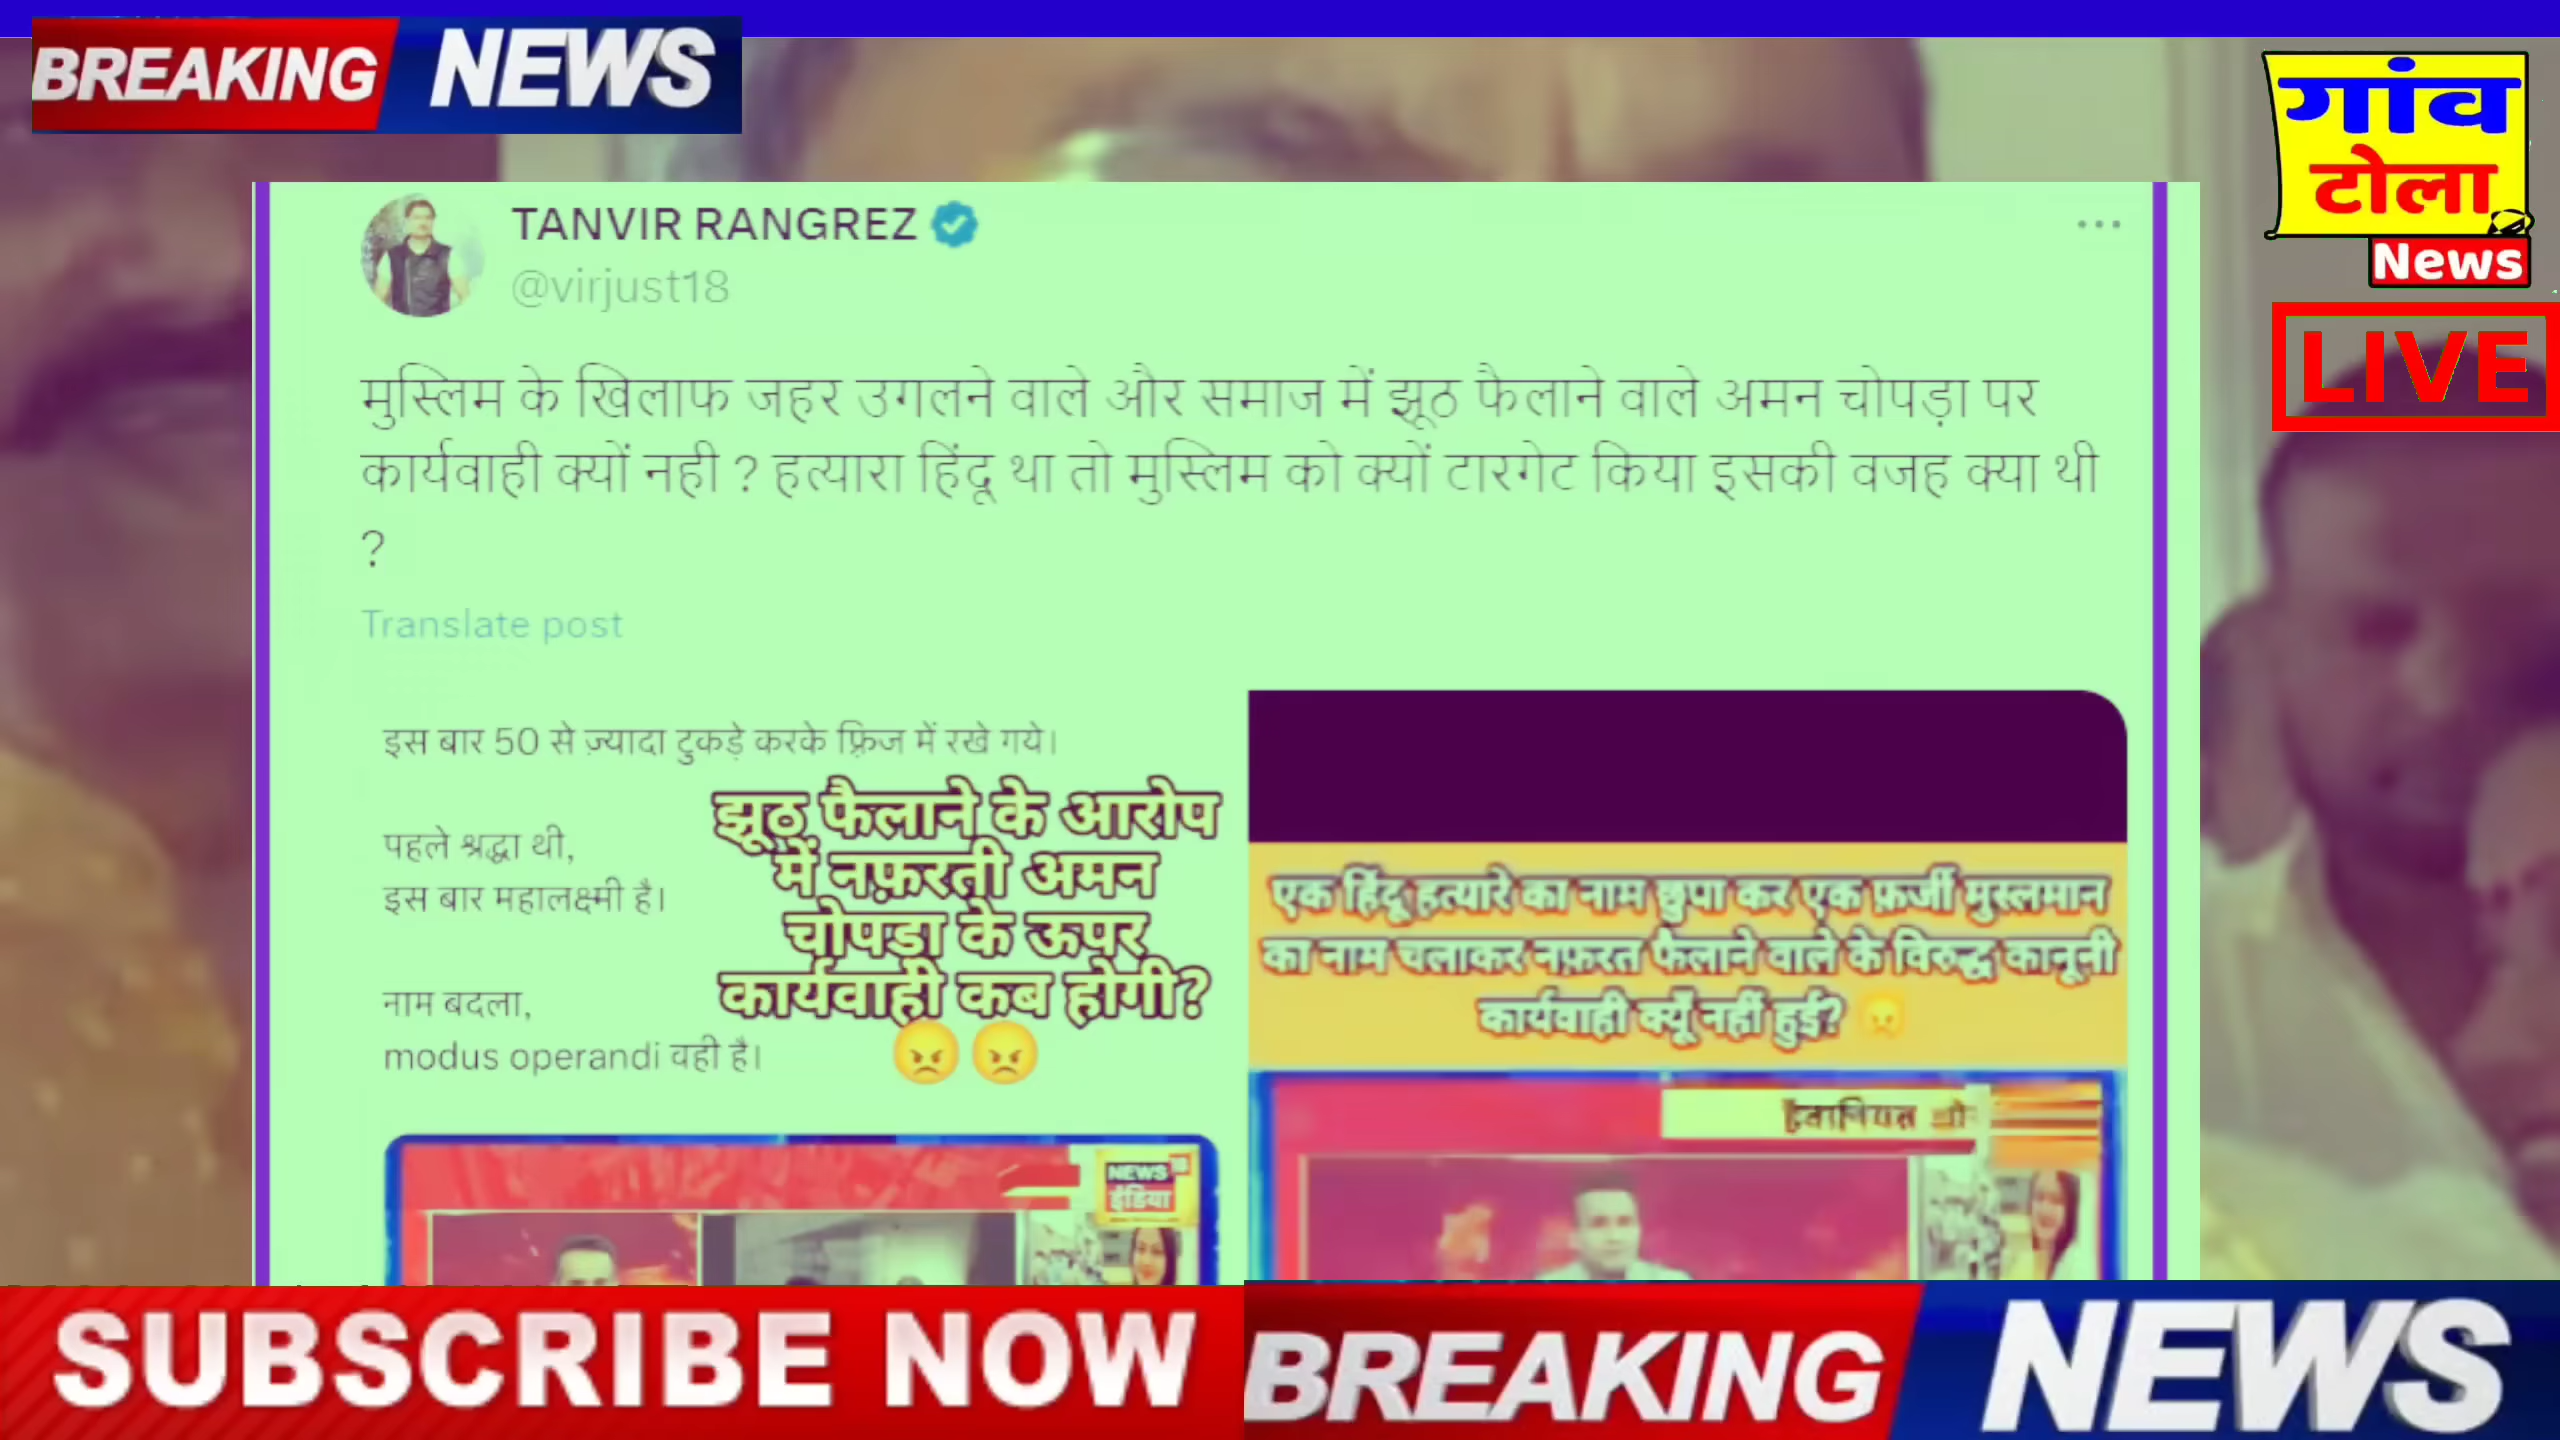 BREAKING NEWS
गांव
टोला
News
LIVE
TANVIR RANGREZ
@virjust18
मुस्लिम के खिलाफ जहर उगलने वाले और समाज में झूठ फैलाने वाले अमन चोपड़ा पर
कार्यवाही क्यों नही ? हत्यारा हिंदू था तो मुस्लिम को क्यों टारगेट किया इसकी वजह क्या थी
?
Translate post
इस बार 50 से ज़्यादा टुकड़े करके फ़्रिज में रखे गये।
पहले श्रद्धा थी,
इस बार महालक्ष्मी है।
नाम बदला,
modus operandi वही है।
झूठ फैलाने के आरोप
में नफ़रती अमन
चोपडा के ऊपर
कार्यवाही कब होगी?
एक हिंदू हत्यारे का नाम छुपा कर एक फ़र्जी मुस्लमान
का नाम चलाकर नफ़रत फैलाने वाले के विरुद्ध कानूनी
कार्यवाही क्यूँ नहीं हुई?
NEWS 18
इंडिया
SUBSCRIBE NOW
BREAKING NEWS